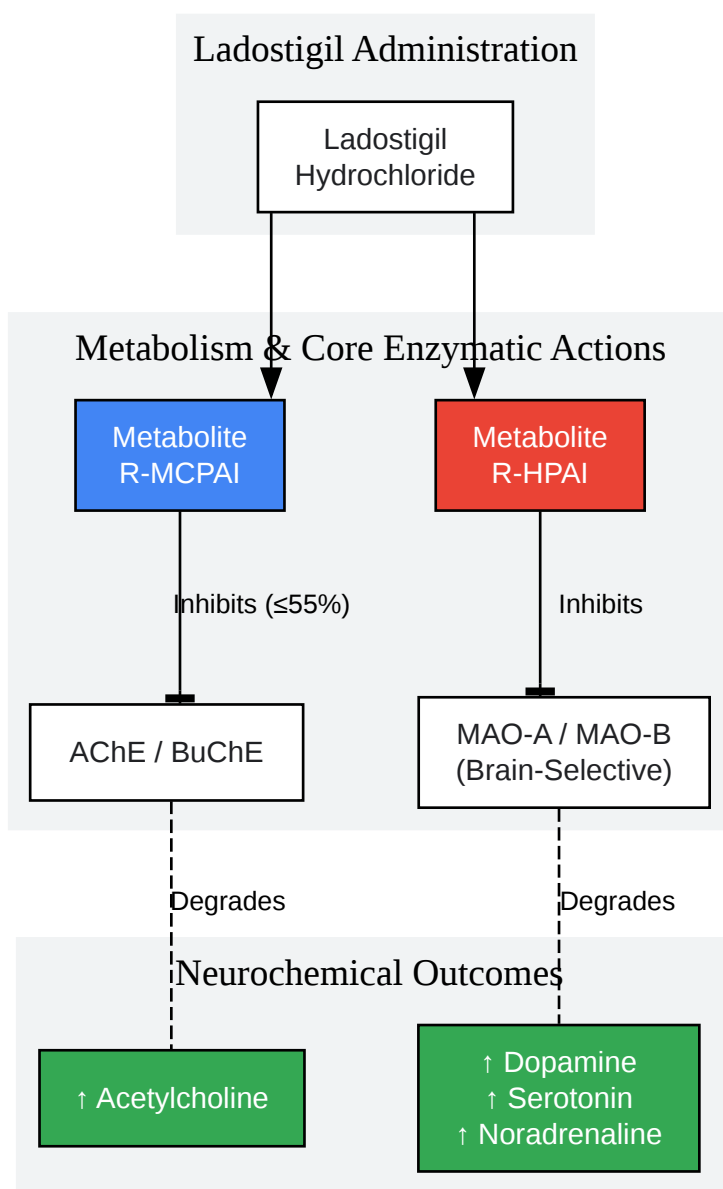 Ladostigil Administration
Ladostigil
Hydrochloride
Metabolism & Core Enzymatic Actions
Metabolite
R-MCPAI
Metabolite
R-HPAI
Inhibits (≤55%)
Inhibits
AChE / BuChE
MAO-A / MAO-B
(Brain-Selective)
Degrades
Degrades
Neurochemical Outcomes
↑ Acetylcholine
↑ Dopamine
↑ Serotonin
↑ Noradrenaline